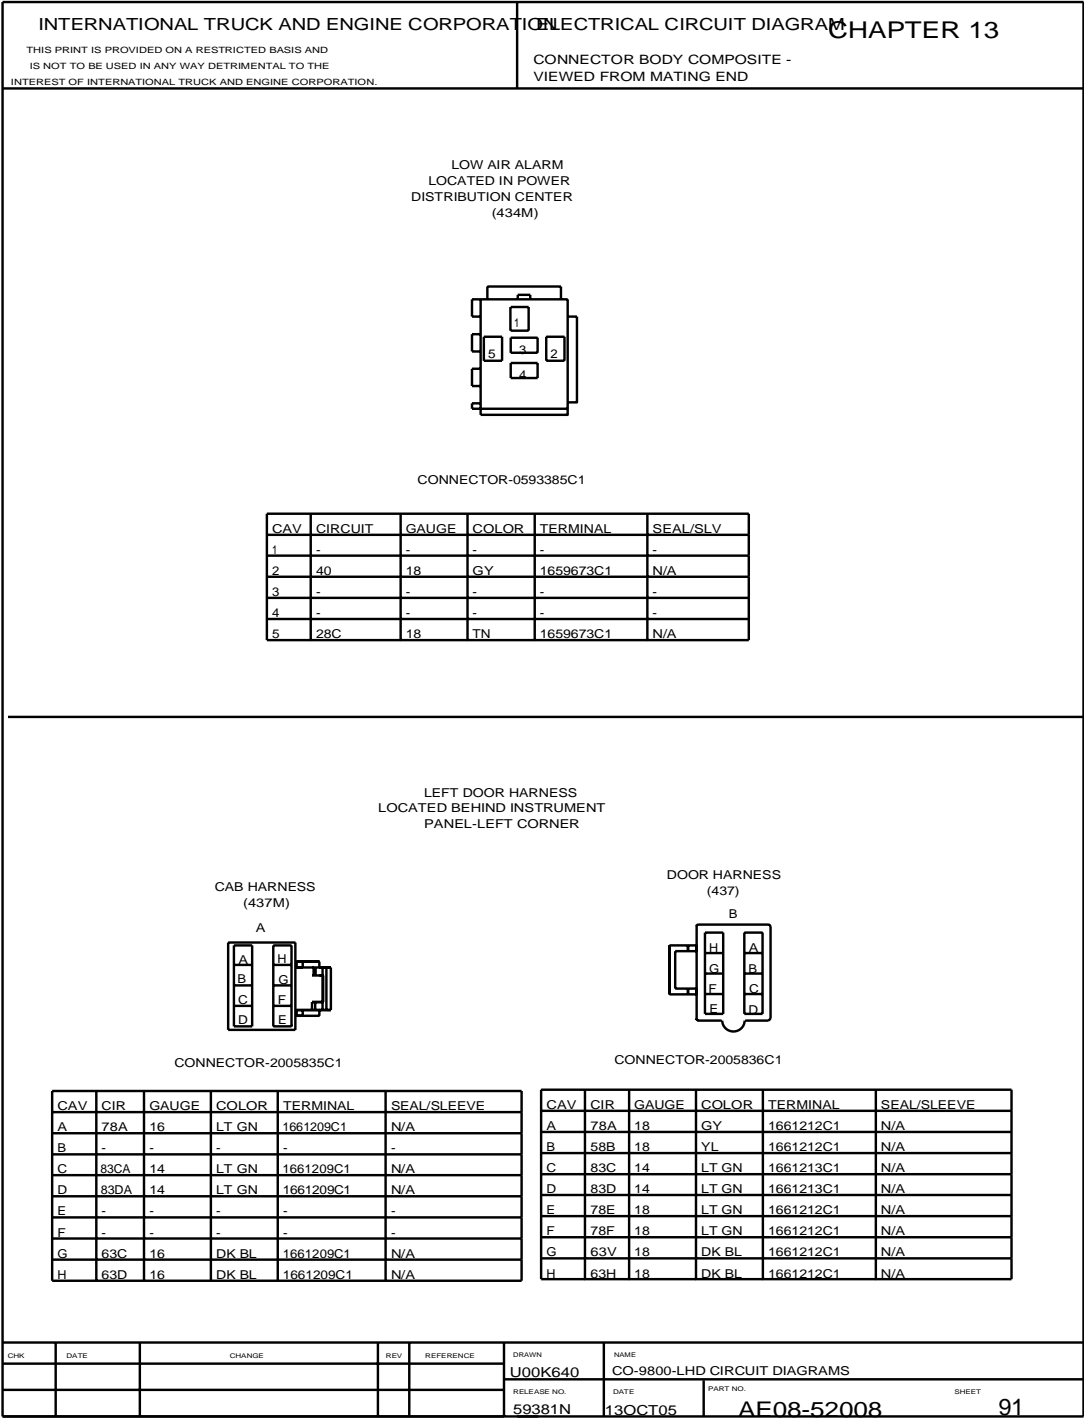 INTERNATIONAL TRUCK AND ENGINE CORPORATION
THIS PRINT IS PROVIDED ON A RESTRICTED BASIS AND
IS NOT TO BE USED IN ANY WAY DETRIMENTAL TO THE
INTEREST OF INTERNATIONAL TRUCK AND ENGINE CORPORATION.
ELECTRICAL CIRCUIT DIAGRAM
CHAPTER 13
CONNECTOR BODY COMPOSITE -
VIEWED FROM MATING END
LOW AIR ALARM
LOCATED IN POWER
DISTRIBUTION CENTER
(434M)
1
5 3 2
4
CONNECTOR-0593385C1
CAV CIRCUIT GAUGE COLOR TERMINAL SEAL/SLV
1 - - - - -
2 40 18 GY 1659673C1 N/A
3 - - - - -
4 - - - - -
5 28C 18 TN 1659673C1 N/A
LEFT DOOR HARNESS
LOCATED BEHIND INSTRUMENT
PANEL-LEFT CORNER
CAB HARNESS
(437M)
A
A H
B G
C F
D E
CONNECTOR-2005835C1
CAV CIR GAUGE COLOR TERMINAL SEAL/SLEEVE
A 78A 16 LT GN 1661209C1 N/A
B - - - - -
C 83CA 14 LT GN 1661209C1 N/A
D 83DA 14 LT GN 1661209C1 N/A
E - - - - -
F - - - - -
G 63C 16 DK BL 1661209C1 N/A
H 63D 16 DK BL 1661209C1 N/A
DOOR HARNESS
(437)
B
H A
G B
F C
E D
CONNECTOR-2005836C1
CAV CIR GAUGE COLOR TERMINAL SEAL/SLEEVE
A 78A 18 GY 1661212C1 N/A
B 58B 18 YL 1661212C1 N/A
C 83C 14 LT GN 1661213C1 N/A
D 83D 14 LT GN 1661213C1 N/A
E 78E 18 LT GN 1661212C1 N/A
F 78F 18 LT GN 1661212C1 N/A
G 63V 18 DK BL 1661212C1 N/A
H 63H 18 DK BL 1661212C1 N/A
CHK DATE CHANGE REV REFERENCE
DRAWN
U00K640
NAME
CO-9800-LHD CIRCUIT DIAGRAMS
RELEASE NO.
59381N
DATE
13OCT05
PART NO.
AE08-52008
SHEET
91